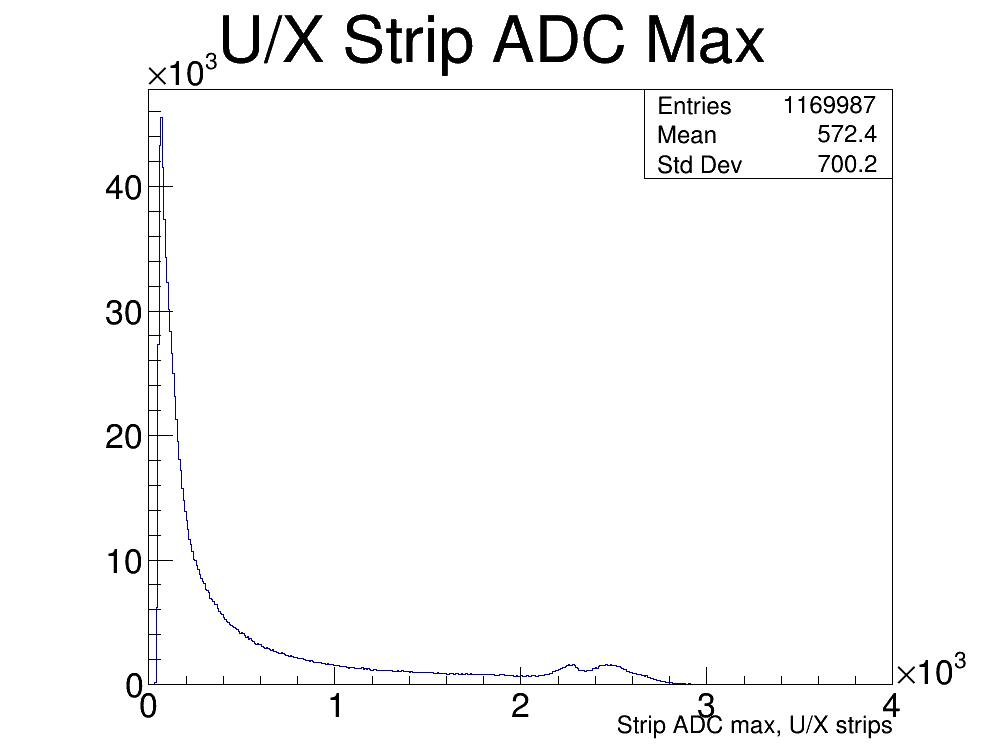 U/X Strip ADC Max
×10³
Entries 1169987
Mean 572.4
Std Dev 700.2
40
30
20
10
0
0 1 2 3 4
×10³
Strip ADC max, U/X strips